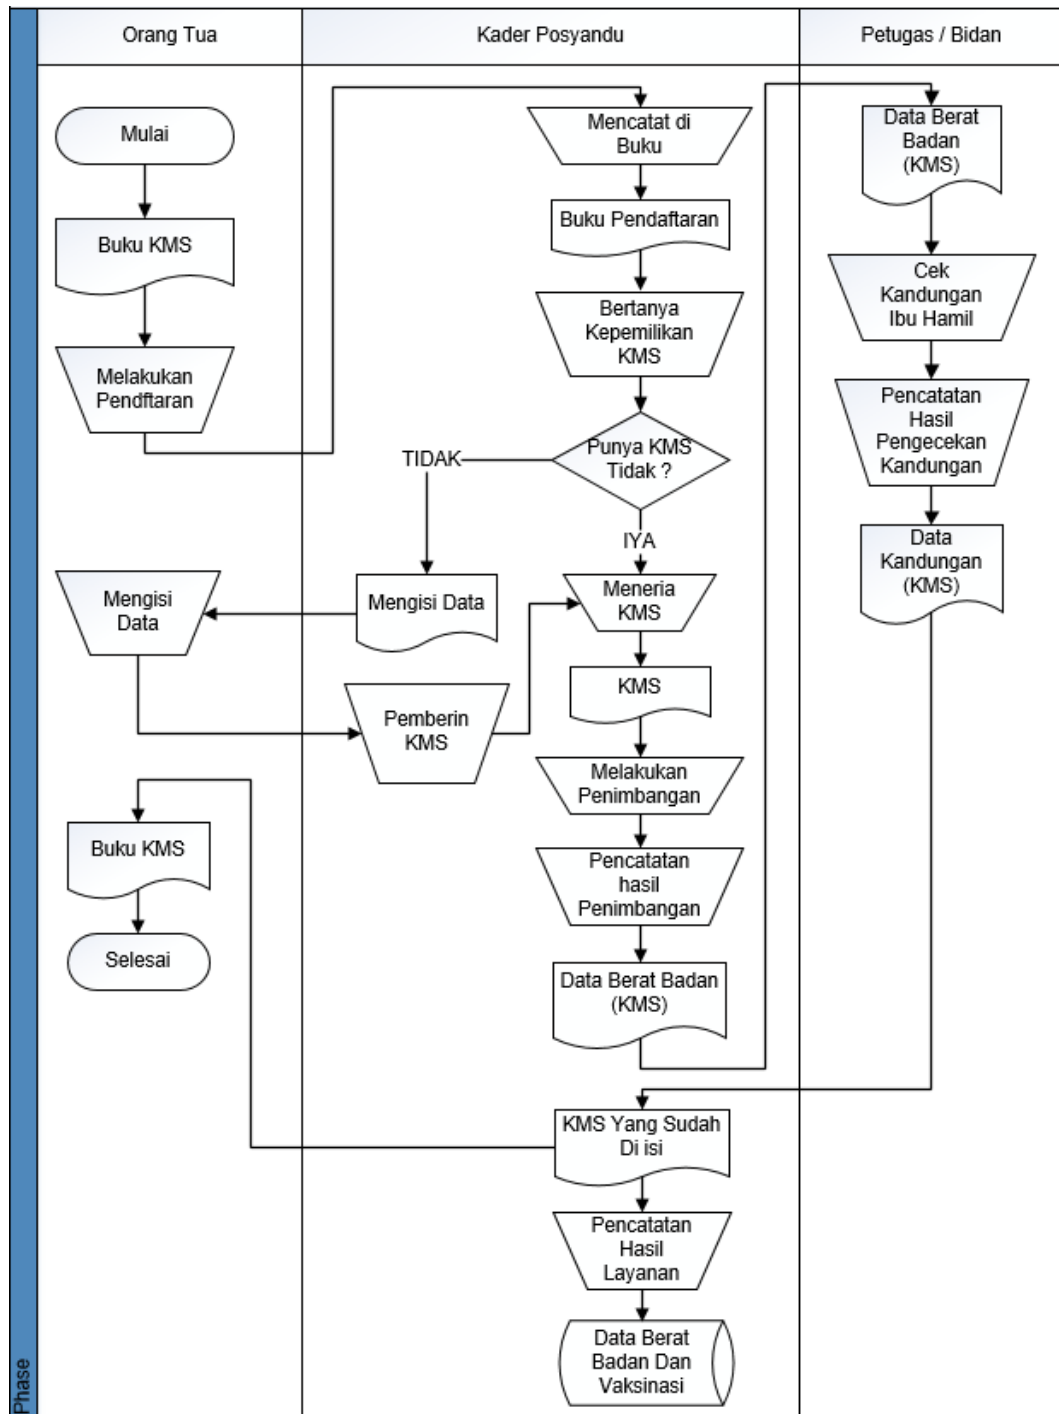 Orang Tua
Kader Posyandu
Petugas / Bidan
Mulai
Buku KMS
Melakukan
Pendftaran
Mencatat di
Buku
Buku Pendaftaran
Bertanya
Kepemilikan
KMS
Punya KMS
Tidak ?
TIDAK
IYA
Mengisi Data
Mengisi
Data
Pemberin
KMS
Meneria
KMS
KMS
Melakukan
Penimbangan
Pencatatan
hasil
Penimbangan
Data Berat Badan
(KMS)
Data Berat
Badan
(KMS)
Cek
Kandungan
Ibu Hamil
Pencatatan
Hasil
Pengecekan
Kandungan
Data
Kandungan
(KMS)
KMS Yang Sudah
Di isi
Buku KMS
Selesai
Pencatatan
Hasil
Layanan
Data Berat
Badan Dan
Vaksinasi
Phase